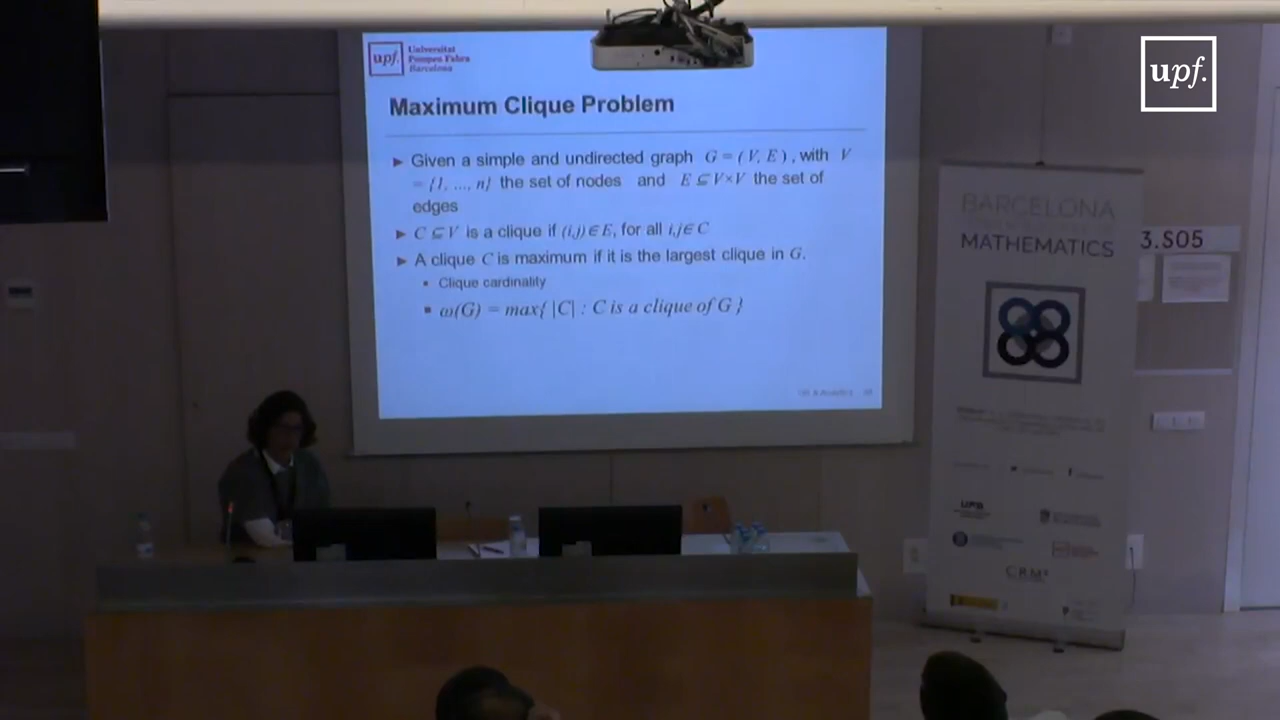 upf.
Universitat
Pompeu Fabra
Barcelona
Maximum Clique Problem
► Given a simple and undirected graph G = ( V, E ) , with V
= {1, ..., n} the set of nodes and E ⊆ V×V the set of
edges
► C ⊆ V is a clique if (i,j)∈E, for all i,j∈C
► A clique C is maximum if it is the largest clique in G.
▪ Clique cardinality
▪ ω(G) = max{ |C| : C is a clique of G }
upf.
BARCELONA
MATHEMATICS
3.S05
UPB
CRM